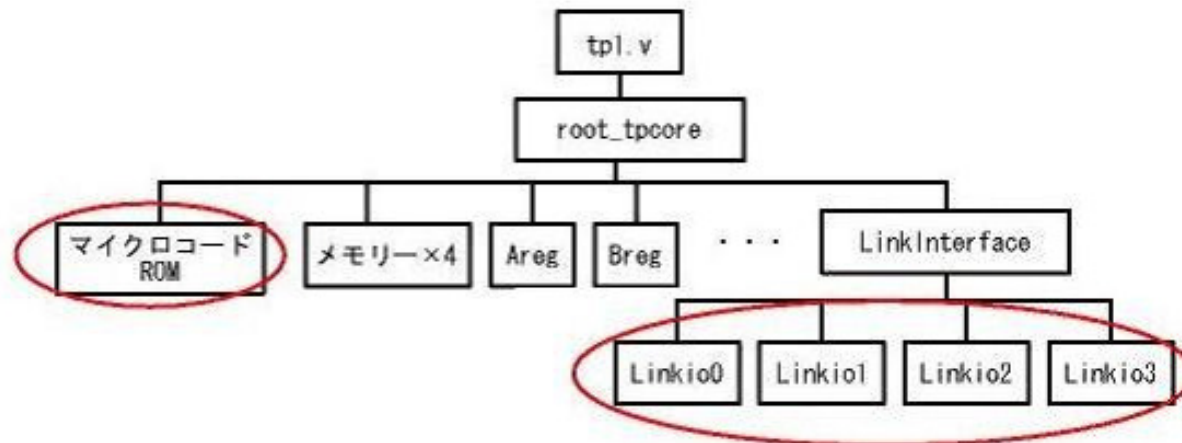 tpl.v
root_tpcore
マイクロコード
ROM
メモリー×4
Areg
Breg
・・・
LinkInterface
Linkio0
Linkio1
Linkio2
Linkio3